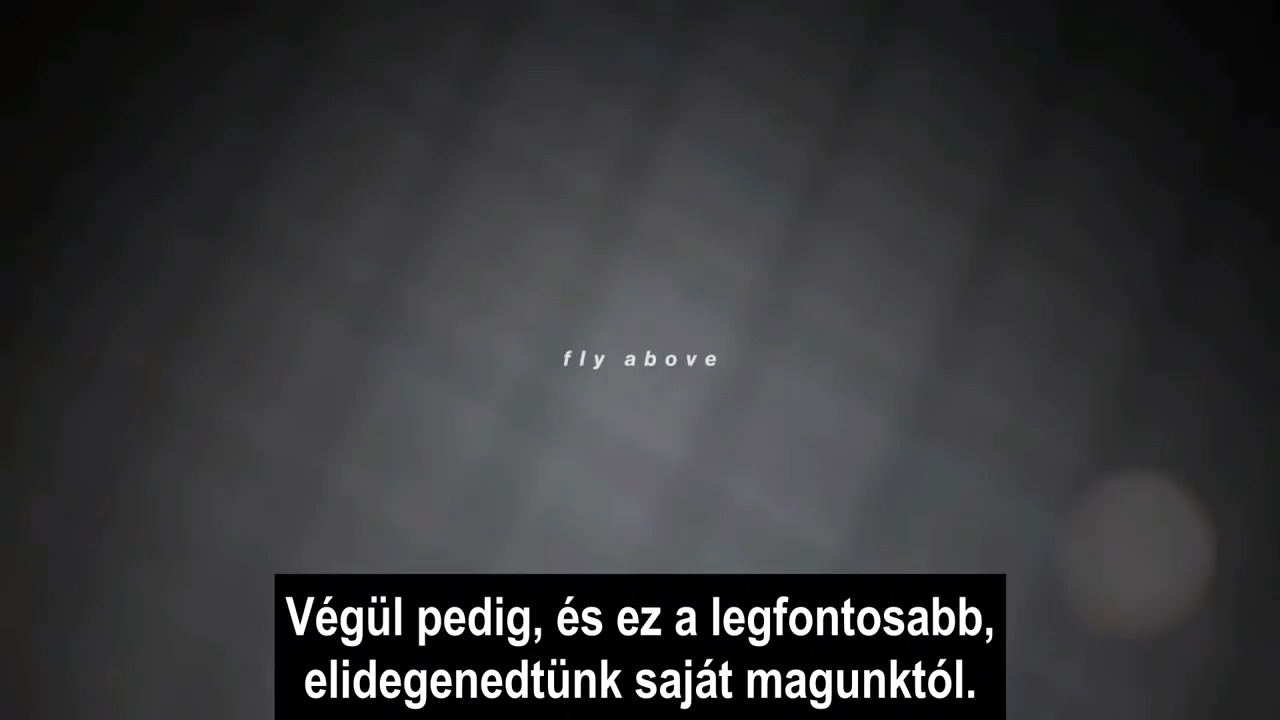 fly above
Végül pedig, és ez a legfontosabb,
elidegenedtünk saját magunktól.